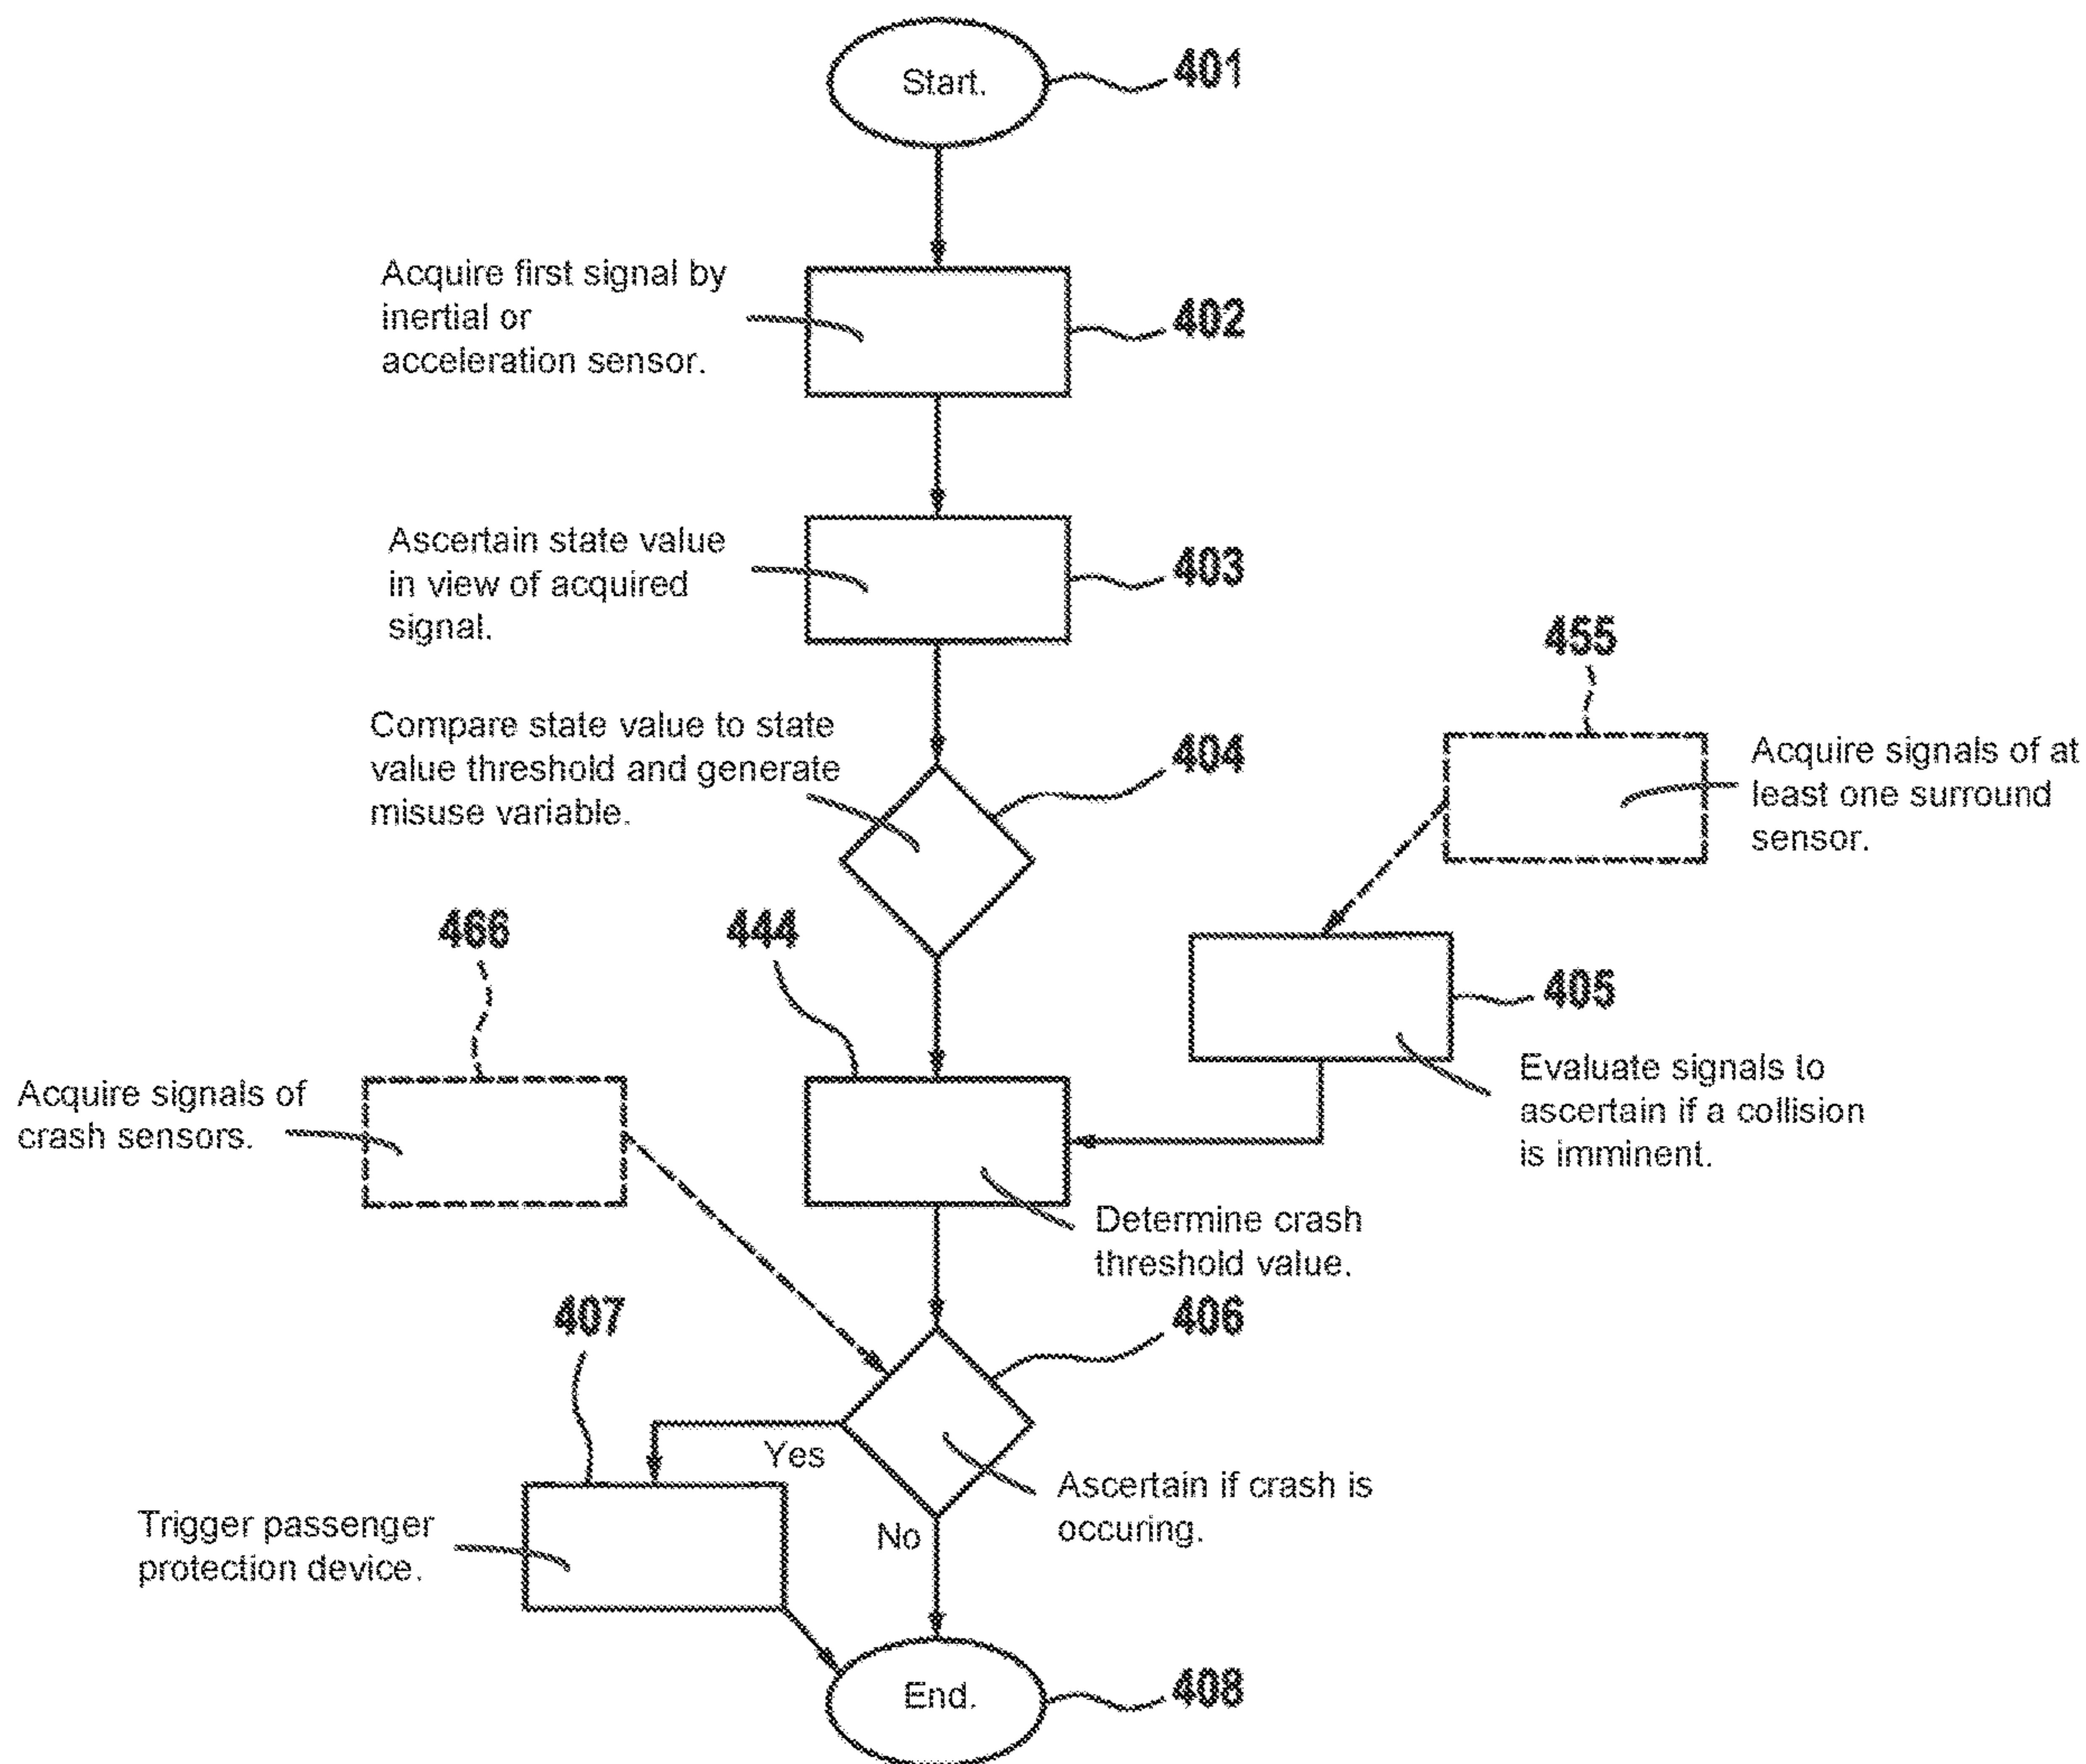 Start.
401
Acquire first signal by
inertial or
acceleration sensor.
402
Ascertain state value
in view of acquired
signal.
403
455
Compare state value to state
value threshold and generate
misuse variable.
404
Acquire signals of at
least one surround
sensor.
466
444
405
Evaluate signals to
ascertain if a collision
is imminent.
Acquire signals of
crash sensors.
Determine crash
threshold value.
407
406
Yes
Ascertain if crash is
occuring.
No
Trigger passenger
protection device.
End.
408